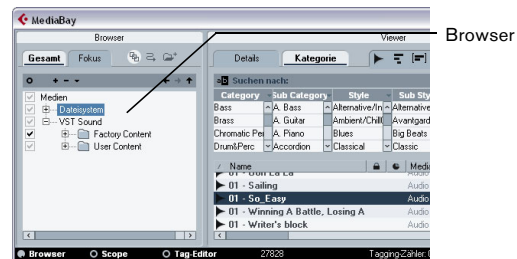 MediaBay
Browser
Viewer
Browser
Gesamt
Fokus
Details
Kategorie
Suchen nach:
Category
Sub Category
Style
Sub Sty
Medien
Dateisystem
VST Sound
Factory Content
User Content
Bass
A. Bass
Alternative/In
Alternative
Brass
A. Guitar
Ambient/Chill
Avantgard
Chromatic Per
A. Piano
Blues
Big Beats
Drum&Perc
Accordion
Classical
Classic
Name
Media
Audio
01 - Sailing
Audio
01 - So_Easy
Audio
01 - Winning A Battle, Losing A
Audio
01 - Writer's block
Audio
Browser
Scope
Tag-Editor
27828
Tagging-Zähler: